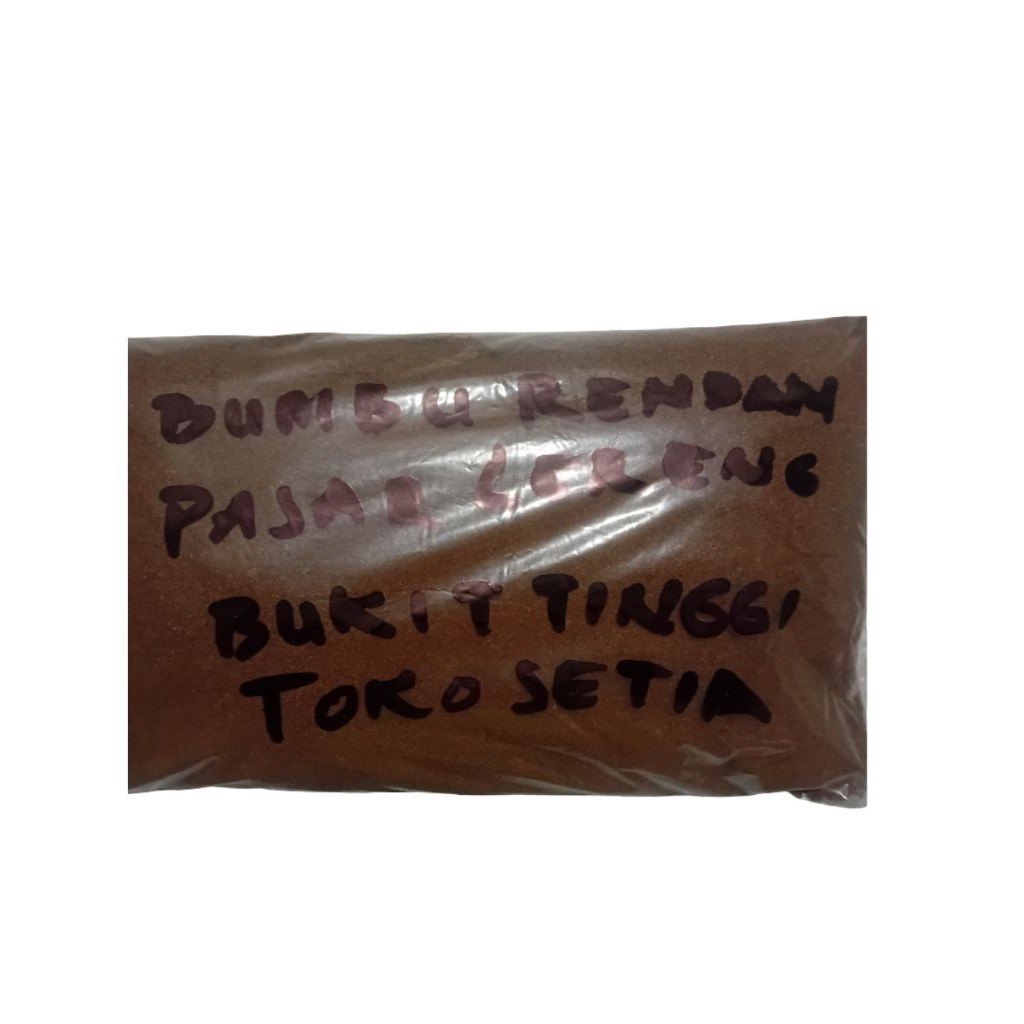 BUMBU RENDAN
PASAR LERENG
BUKIT TINGGI
TOKO SETIA